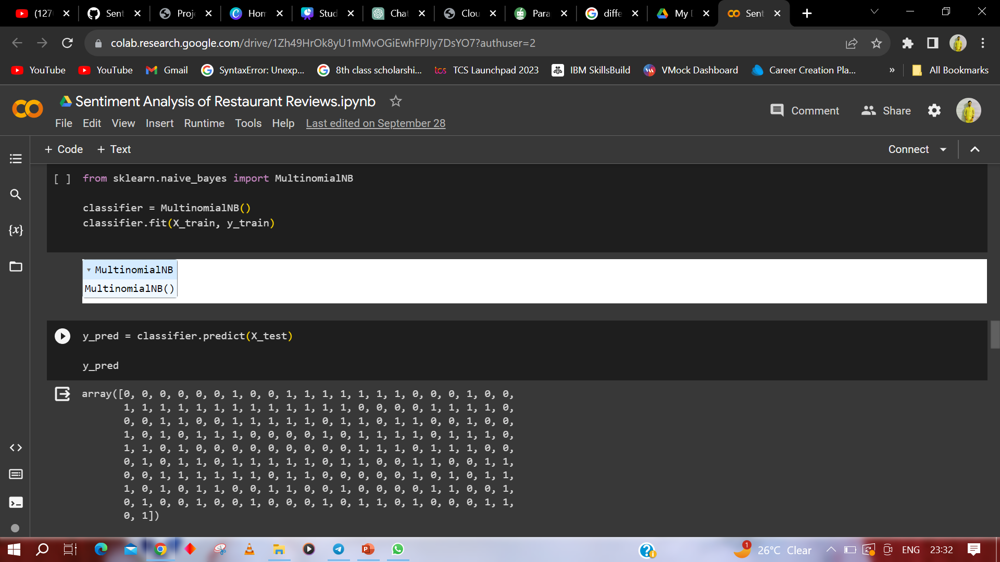 (127 Sent Proj Hom Stud Chat Clou Para diffe My D Sent
colab.research.google.com/drive/1Zh49HrOk8yU1mMvOGiEwhFPJIy7DsYO7?authuser=2
YouTube YouTube Gmail SyntaxError: Unexp... 8th class scholarshi... tcs TCS Launchpad 2023 IBM SkillsBuild VMock Dashboard Career Creation Pla... » All Bookmarks
Sentiment Analysis of Restaurant Reviews.ipynb
Comment Share
File Edit View Insert Runtime Tools Help Last edited on September 28
+ Code + Text Connect
[ ] from sklearn.naive_bayes import MultinomialNB
classifier = MultinomialNB()
classifier.fit(X_train, y_train)
{x}
MultinomialNB
MultinomialNB()
y_pred = classifier.predict(X_test)
y_pred
array([0, 0, 0, 0, 0, 0, 1, 0, 0, 1, 1, 1, 1, 1, 1, 1, 0, 0, 0, 1, 0, 0,
1, 1, 1, 1, 1, 1, 1, 1, 1, 1, 1, 1, 1, 0, 0, 0, 0, 1, 1, 1, 1, 0,
0, 0, 1, 1, 0, 0, 1, 1, 1, 1, 1, 0, 1, 1, 0, 1, 1, 0, 0, 1, 0, 0,
1, 0, 1, 0, 1, 1, 1, 0, 0, 0, 0, 1, 0, 1, 1, 1, 1, 0, 1, 1, 1, 0,
1, 1, 0, 1, 0, 0, 0, 0, 0, 0, 0, 0, 0, 1, 1, 1, 0, 1, 1, 1, 0, 0,
0, 1, 0, 1, 1, 0, 1, 1, 1, 1, 1, 0, 1, 1, 0, 0, 1, 1, 0, 0, 1, 1,
0, 0, 1, 1, 1, 1, 1, 1, 0, 1, 1, 0, 0, 0, 0, 0, 1, 0, 1, 0, 1, 1,
1, 0, 1, 0, 1, 1, 0, 0, 1, 1, 0, 0, 1, 0, 0, 0, 0, 1, 1, 0, 0, 1,
0, 1, 0, 0, 1, 0, 0, 1, 0, 0, 0, 1, 0, 1, 1, 0, 1, 0, 0, 0, 1, 1,
0, 1])
1 26°C Clear ENG 23:32